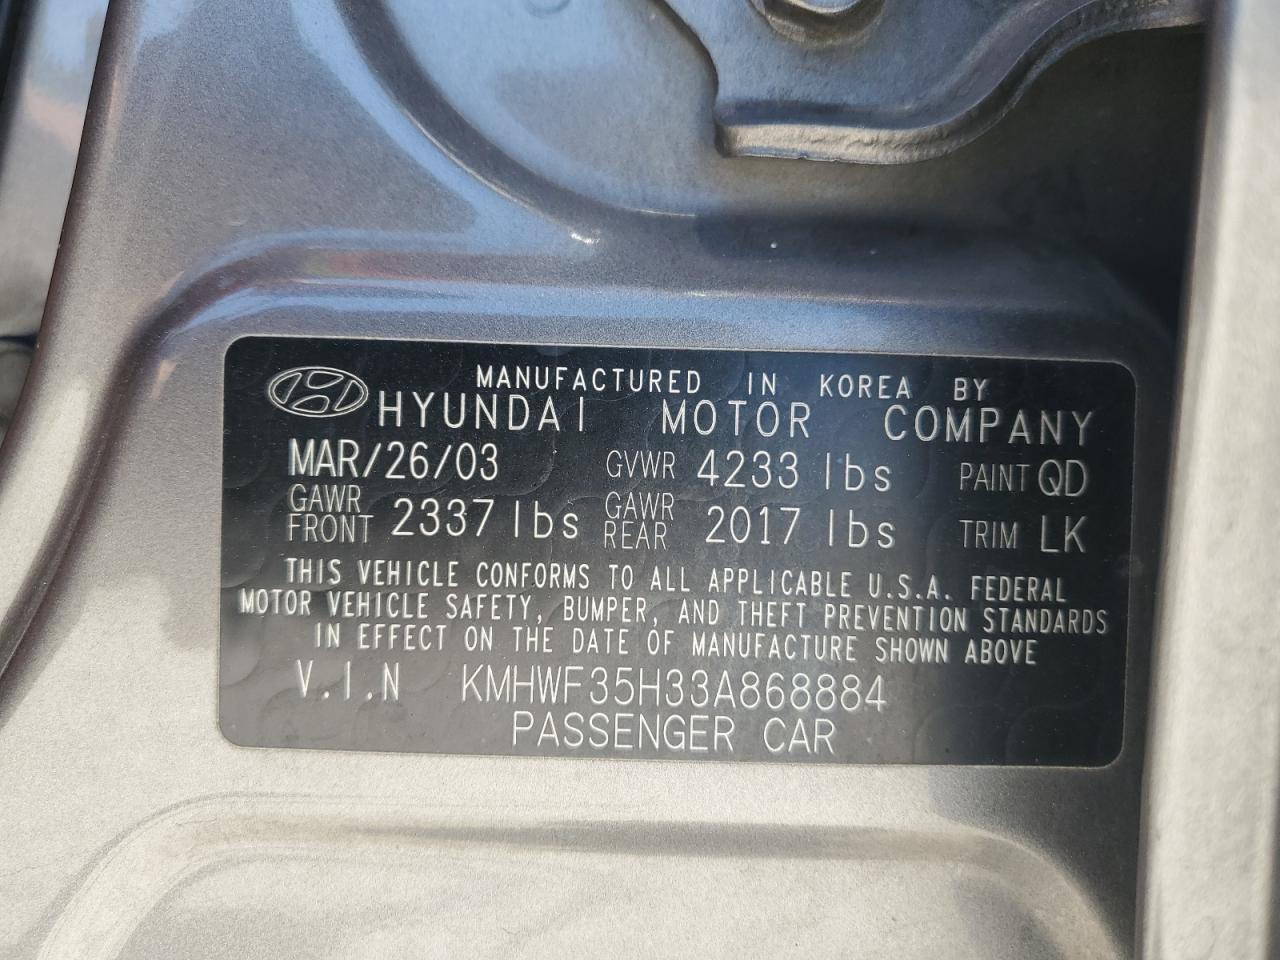 MANUFACTURED IN KOREA BY
HYUNDAI MOTOR COMPANY
MAR/26/03 GVWR 4233 lbs PAINT QD
GAWR FRONT 2337 lbs GAWR REAR 2017 lbs TRIM LK
THIS VEHICLE CONFORMS TO ALL APPLICABLE U.S.A. FEDERAL
MOTOR VEHICLE SAFETY, BUMPER, AND THEFT PREVENTION STANDARDS
IN EFFECT ON THE DATE OF MANUFACTURE SHOWN ABOVE
V.I.N KMHWF35H33A868884
PASSENGER CAR